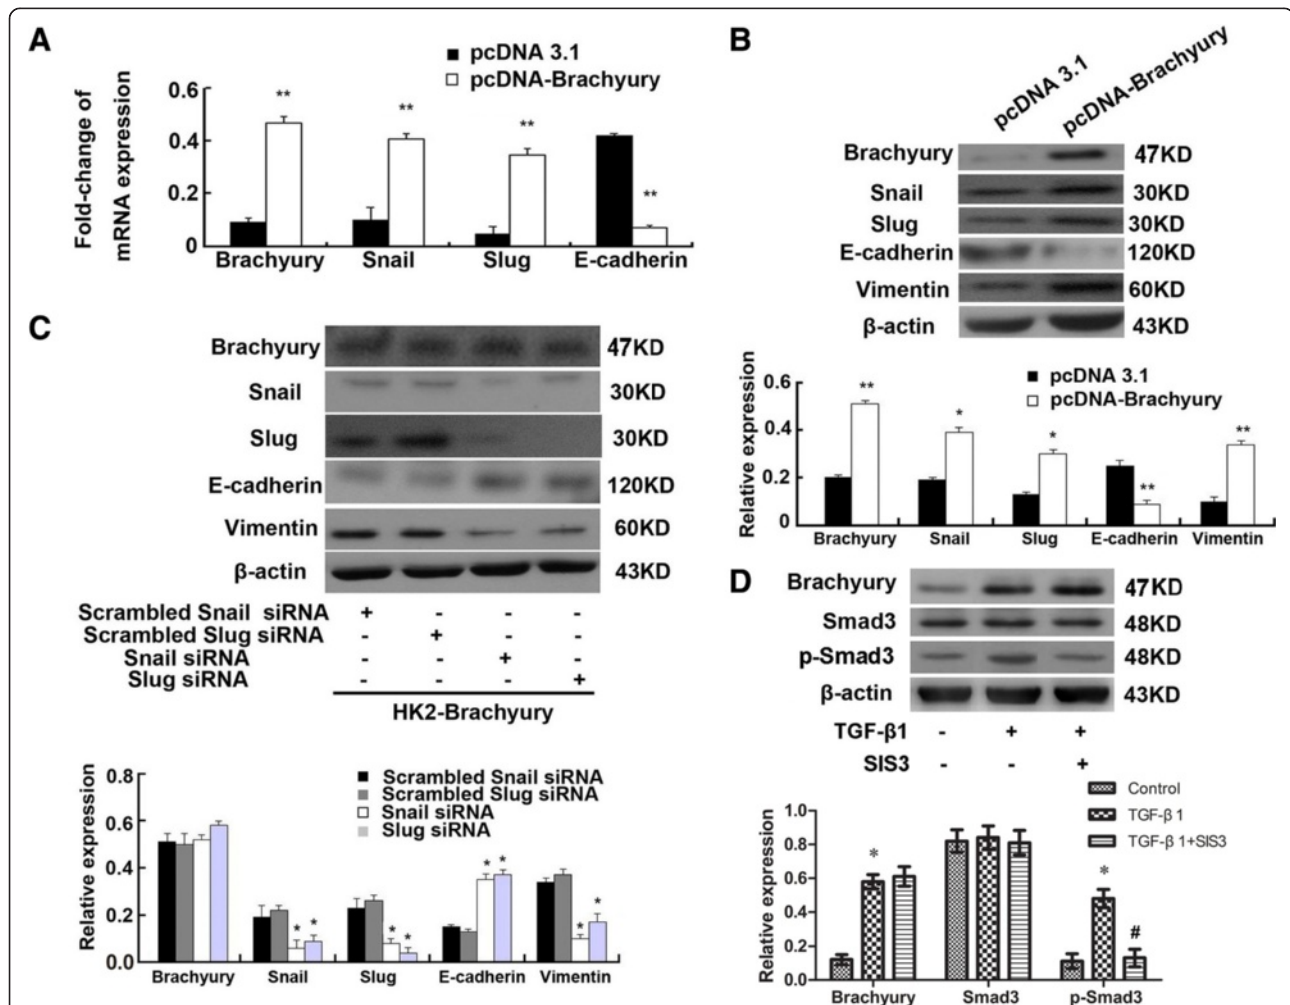 A
pcDNA 3.1
pcDNA-Brachyury
Fold-change of
mRNA expression
0.6
0.4
0.2
0
** ** ** **
Brachyury Snail Slug E-cadherin
B
pcDNA 3.1 pcDNA-Brachyury
Brachyury 47KD
Snail 30KD
Slug 30KD
E-cadherin 120KD
Vimentin 60KD
β-actin 43KD
Relative expression
pcDNA 3.1
pcDNA-Brachyury
0.6
0.4
0.2
0
** * * ** **
Brachyury Snail Slug E-cadherin Vimentin
C
Brachyury 47KD
Snail 30KD
Slug 30KD
E-cadherin 120KD
Vimentin 60KD
β-actin 43KD
Scrambled Snail siRNA + - - -
Scrambled Slug siRNA - + - -
Snail siRNA - - + -
Slug siRNA - - - +
HK2-Brachyury
Relative expression
Scrambled Snail siRNA
Scrambled Slug siRNA
Snail siRNA
Slug siRNA
0.8
0.6
0.4
0.2
0.0
* * * * * * * *
Brachyury Snail Slug E-cadherin Vimentin
D
Brachyury 47KD
Smad3 48KD
p-Smad3 48KD
β-actin 43KD
TGF-β1 - + +
SIS3 - - +
Control
TGF-β 1
TGF-β 1+SIS3
Relative expression
1.0
0.8
0.6
0.4
0.2
0.0
* * #
Brachyury Smad3 p-Smad3